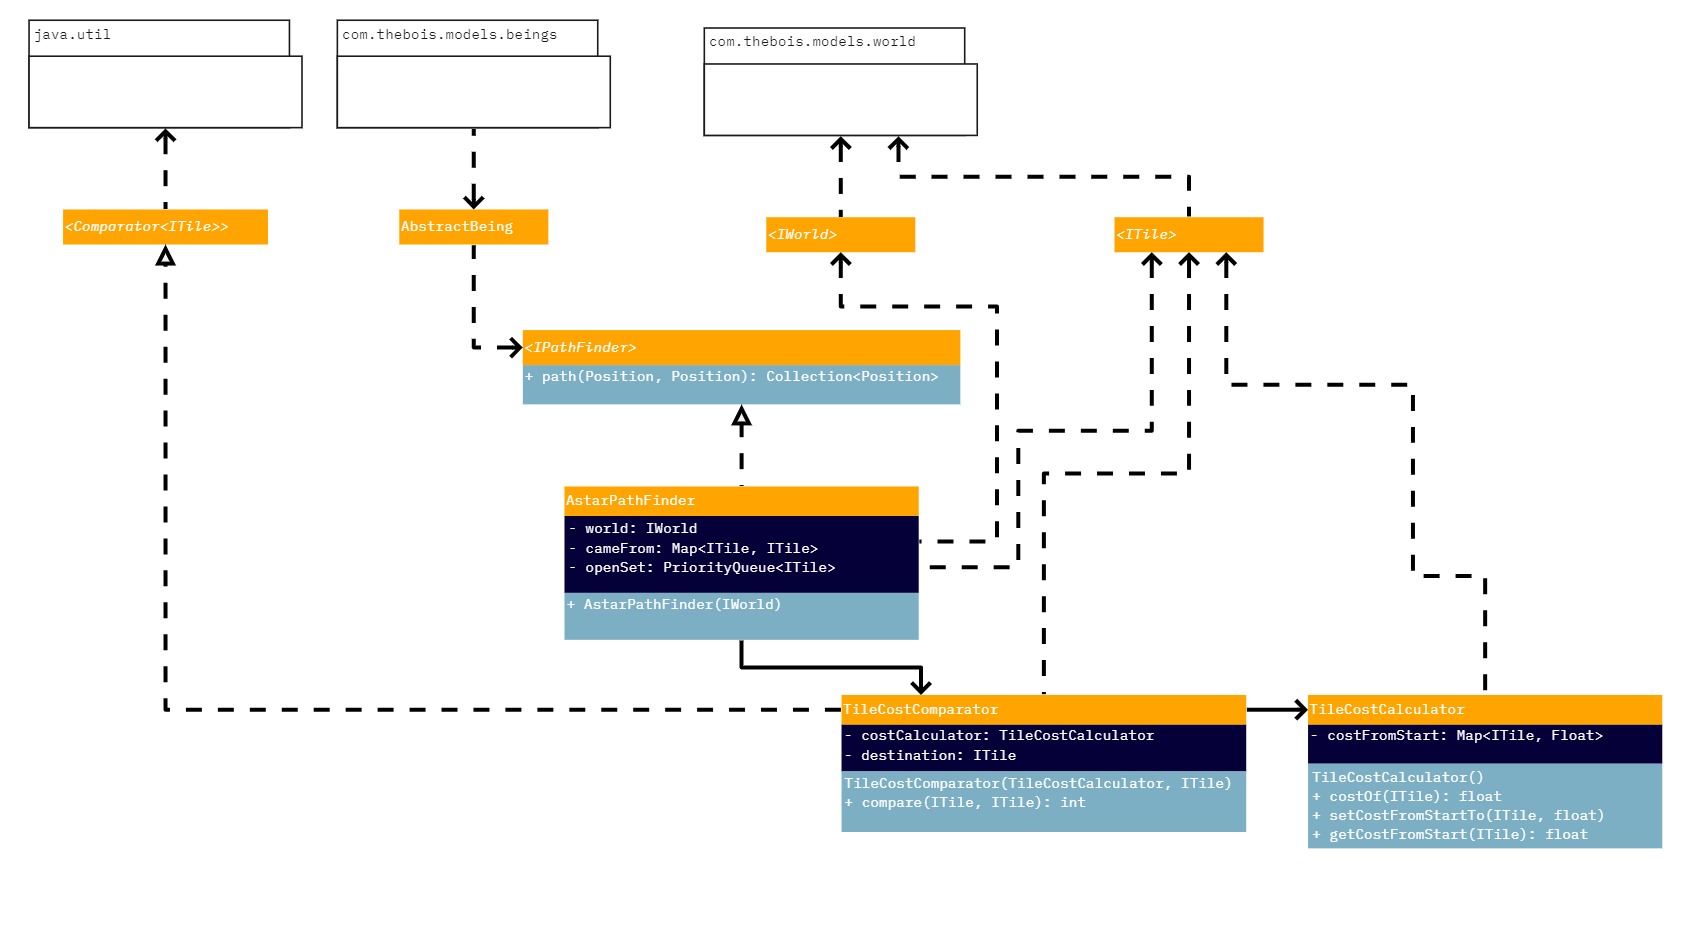 java.util
com.thebois.models.beings
com.thebois.models.world
<Comparator<ITile>>
AbstractBeing
<IWorld>
<ITile>
<IPathFinder>
+ path(Position, Position): Collection<Position>
AstarPathFinder
- world: IWorld
- cameFrom: Map<ITile, ITile>
- openSet: PriorityQueue<ITile>
+ AstarPathFinder(IWorld)
TileCostComparator
- costCalculator: TileCostCalculator
- destination: ITile
TileCostComparator(TileCostCalculator, ITile)
+ compare(ITile, ITile): int
TileCostCalculator
- costFromStart: Map<ITile, Float>
TileCostCalculator()
+ costOf(ITile): float
+ setCostFromStartTo(ITile, float)
+ getCostFromStart(ITile): float